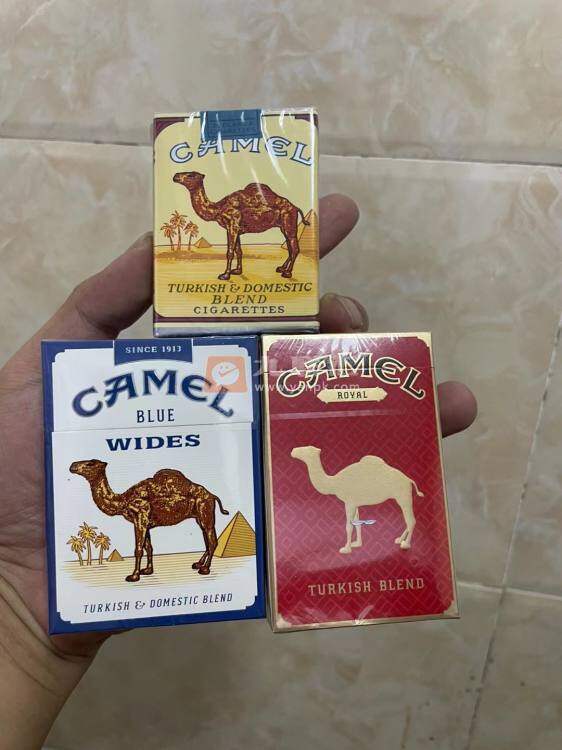 CAMEL
TURKISH & DOMESTIC
BLEND
CIGARETTES
SINCE 1913
CAMEL
BLUE
WIDES
TURKISH & DOMESTIC BLEND
CAMEL
ROYAL
TURKISH BLEND